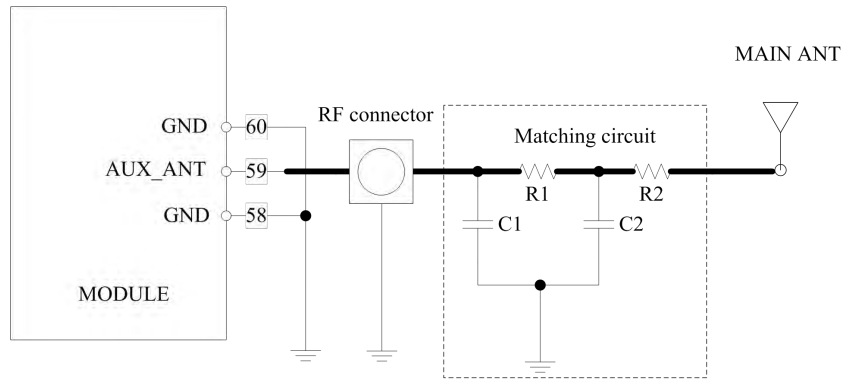 MAIN ANT
RF connector
Matching circuit
GND 60
AUX_ANT 59
GND 58
R1
R2
C1
C2
MODULE